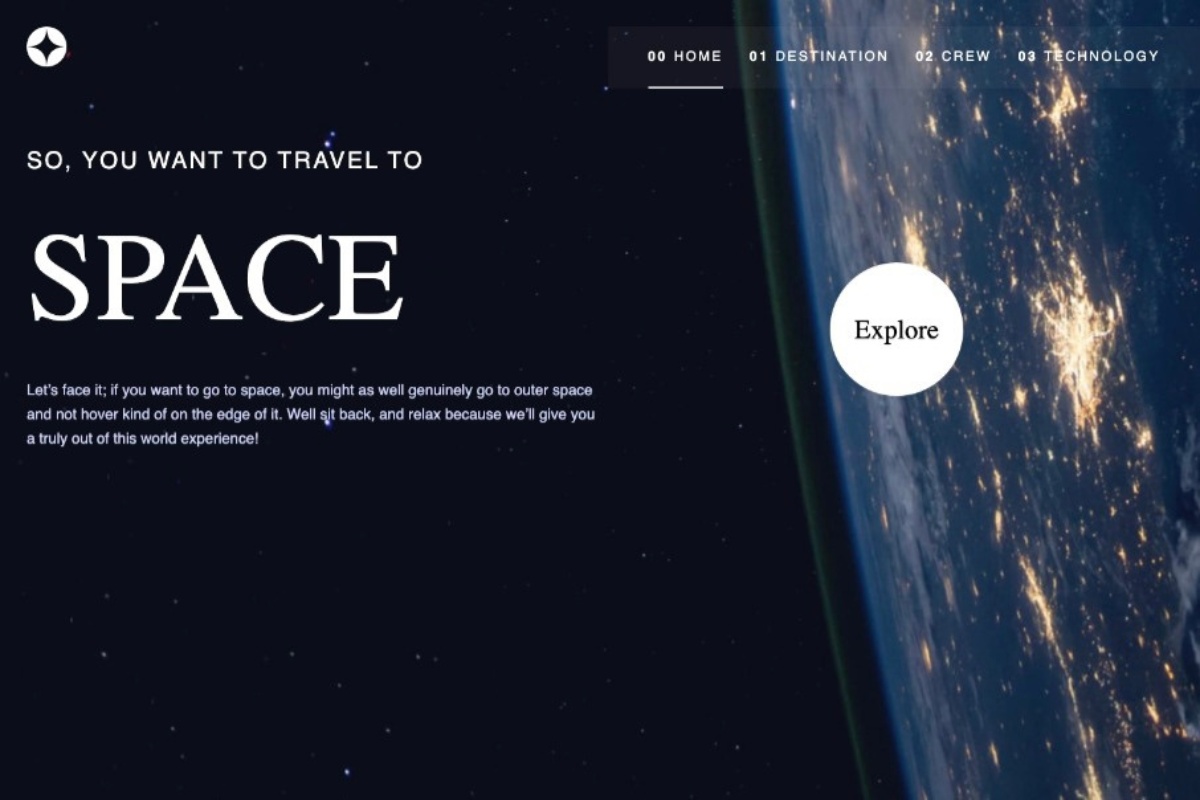 00 HOME 01 DESTINATION 02 CREW 03 TECHNOLOGY
SO, YOU WANT TO TRAVEL TO
SPACE
Let's face it; if you want to go to space, you might as well genuinely go to outer space
and not hover kind of on the edge of it. Well sit back, and relax because we'll give you
a truly out of this world experience!
Explore